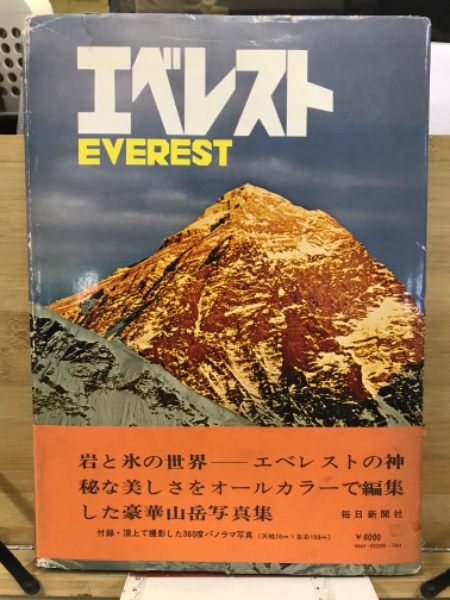 エベレスト
EVEREST
岩と氷の世界――エベレストの神
秘な美しさをオールカラーで編集
した豪華山岳写真集
毎日新聞社
付録・頂上で撮影した360度パノラマ写真
¥6000